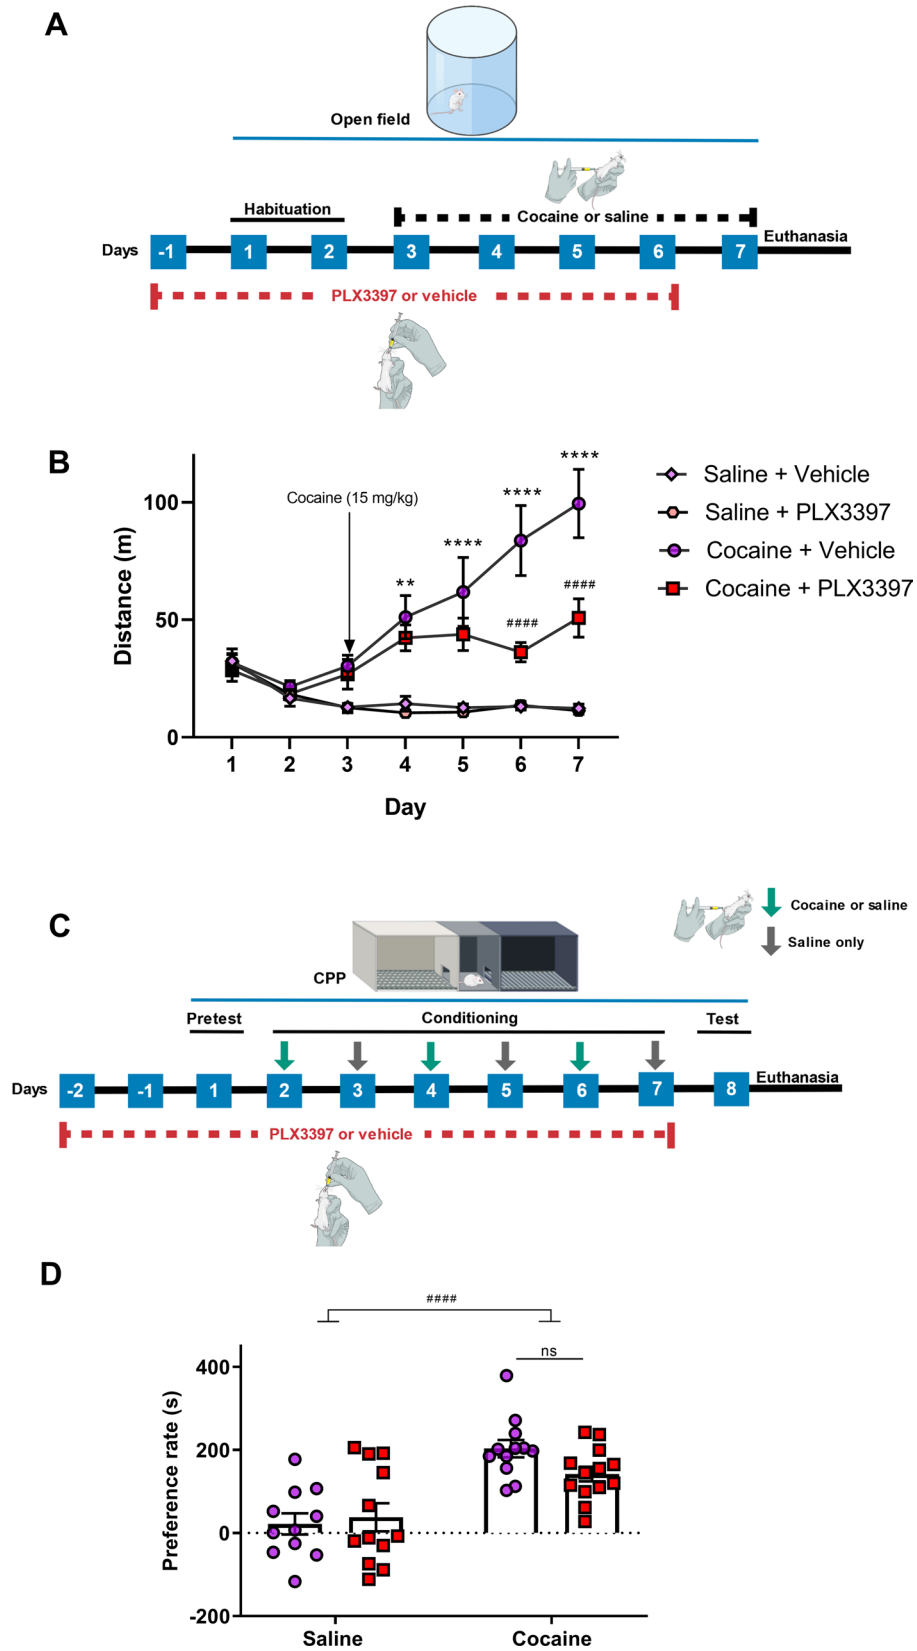 A
Open field
Cocaine or saline
Habituation
Days -1 1 2 3 4 5 6 7 Euthanasia
PLX3397 or vehicle
B
Distance (m)
100
50
0
Cocaine (15 mg/kg)
**
****
****
****
####
####
1 2 3 4 5 6 7
Day
Saline + Vehicle
Saline + PLX3397
Cocaine + Vehicle
Cocaine + PLX3397
C
Cocaine or saline
Saline only
CPP
Pretest Conditioning Test
Days -2 -1 1 2 3 4 5 6 7 8 Euthanasia
PLX3397 or vehicle
D
####
ns
Preference rate (s)
400
200
0
-200
Saline Cocaine